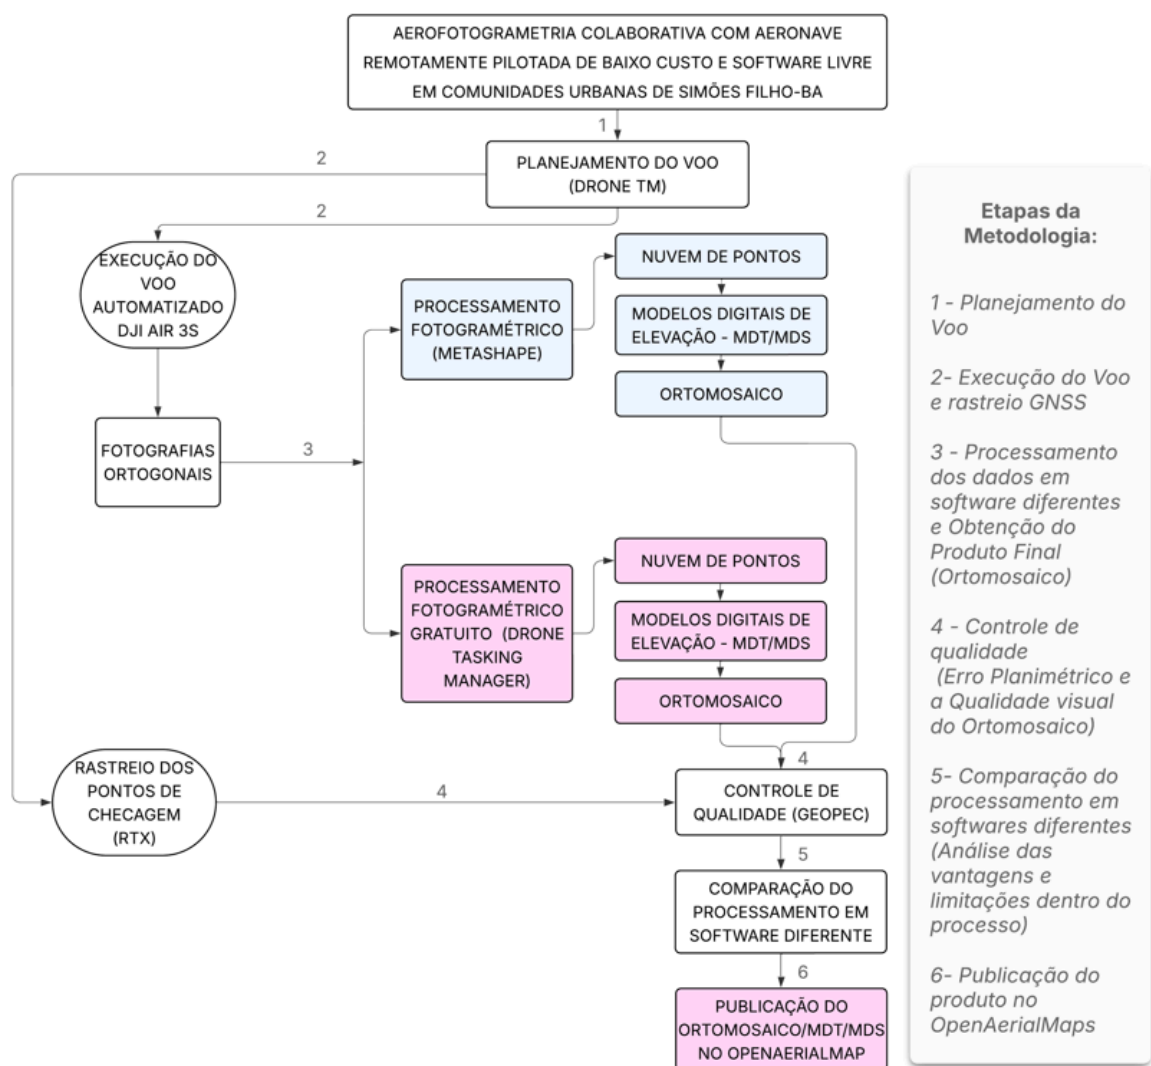 AEROFOTOGRAMETRIA COLABORATIVA COM AERONAVE
REMOTAMENTE PILOTADA DE BAIXO CUSTO E SOFTWARE LIVRE
EM COMUNIDADES URBANAS DE SIMÕES FILHO-BA
1
PLANEJAMENTO DO VOO
(DRONE TM)
2
2
EXECUÇÃO DO
VOO
AUTOMATIZADO
DJI AIR 3S
FOTOGRAFIAS
ORTOGONAIS
3
PROCESSAMENTO
FOTOGRAMÉTRICO
(METASHAPE)
NUVEM DE PONTOS
MODELOS DIGITAIS DE
ELEVAÇÃO - MDT/MDS
ORTOMOSAICO
PROCESSAMENTO
FOTOGRAMÉTRICO
GRATUITO (DRONE
TASKING
MANAGER)
NUVEM DE PONTOS
MODELOS DIGITAIS DE
ELEVAÇÃO - MDT/MDS
ORTOMOSAICO
RASTREIO DOS
PONTOS DE
CHECAGEM
(RTX)
4
4
CONTROLE DE
QUALIDADE (GEOPEC)
5
COMPARAÇÃO DO
PROCESSAMENTO EM
SOFTWARE DIFERENTE
6
PUBLICAÇÃO DO
ORTOMOSAICO/MDT/MDS
NO OPENAERIALMAP
Etapas da
Metodologia:
1 - Planejamento do
Voo
2- Execução do Voo
e rastreio GNSS
3 - Processamento
dos dados em
software diferentes
e Obtenção do
Produto Final
(Ortomosaico)
4 - Controle de
qualidade
(Erro Planimétrico e
a Qualidade visual
do Ortomosaico)
5- Comparação do
processamento em
softwares diferentes
(Análise das
vantagens e
limitações dentro do
processo)
6- Publicação do
produto no
OpenAerialMaps